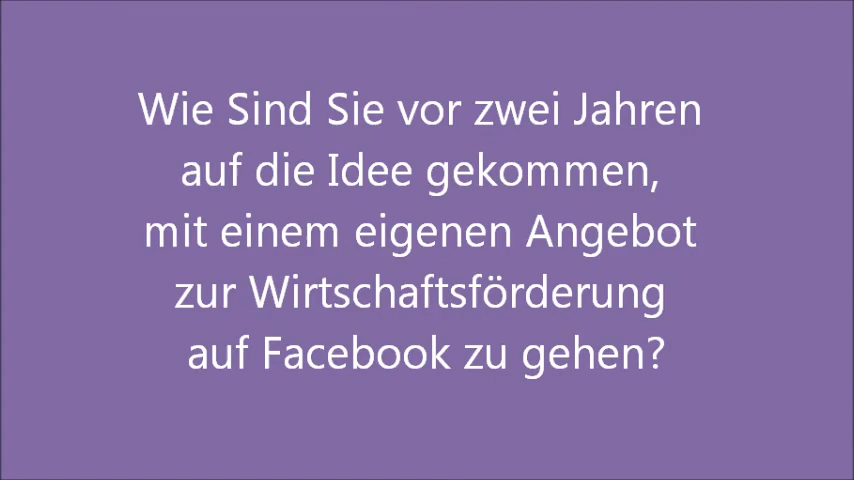 Wie Sind Sie vor zwei Jahren
auf die Idee gekommen,
mit einem eigenen Angebot
zur Wirtschaftsförderung
auf Facebook zu gehen?